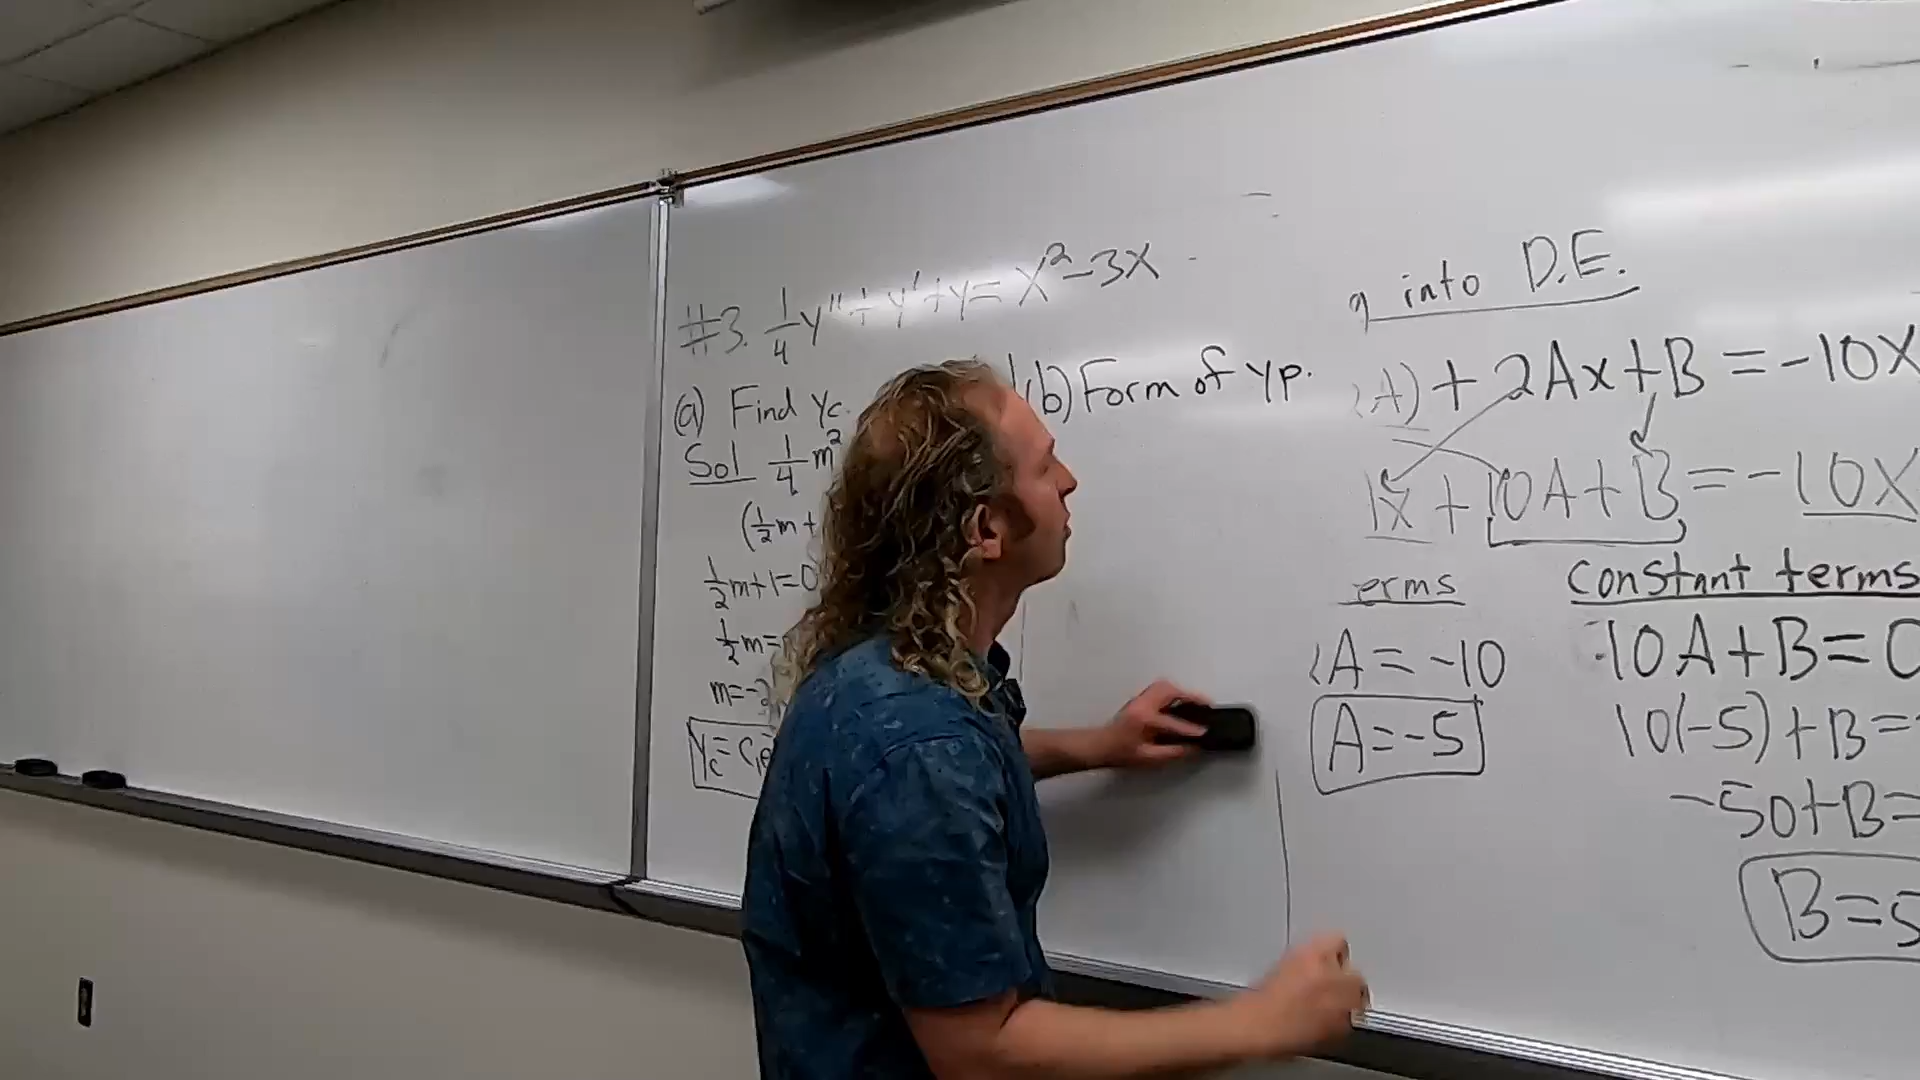 #3. 1/4 y'' + y' + y = x² - 3x
(a) Find yc.
Sol 1/4 m²
(1/2 m +
1/2 m + 1 = 0
1/2 m =
m = -2
yc = c₁e
(b) Form of yp.
into D.E.
A) + 2Ax + B = -10x
x + 10A + B = -10x
erms
A = -10
A = -5
constant terms
10A + B = 0
10(-5) + B =
-50 + B =
B = 5